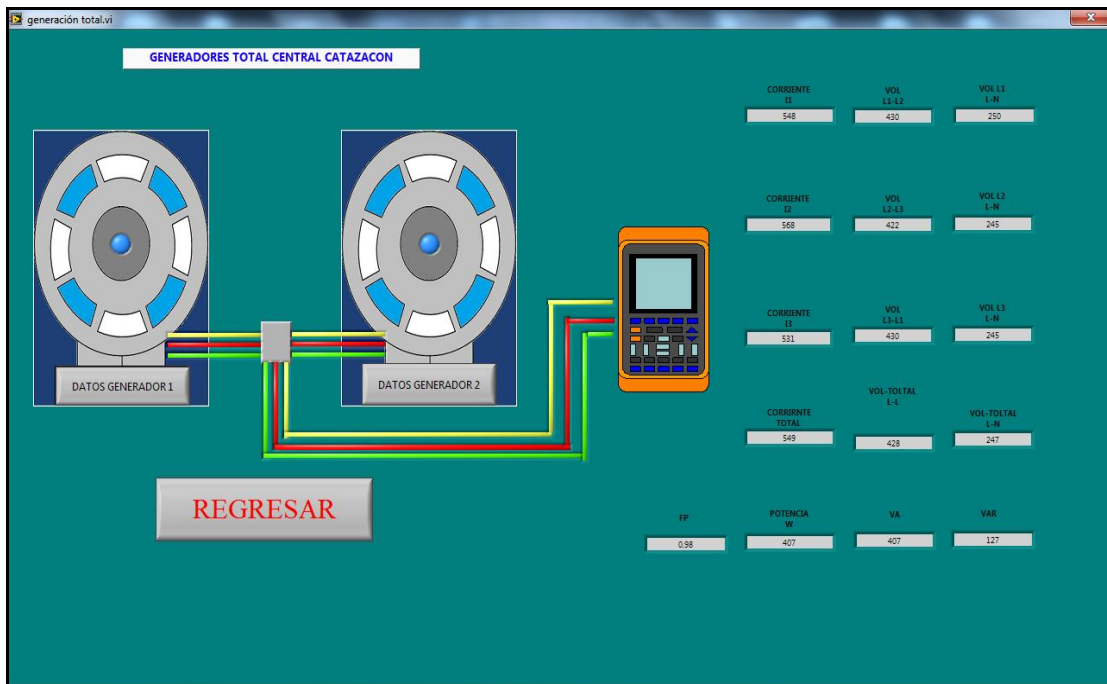 generación total.vi
GENERADORES TOTAL CENTRAL CATAZACON
CORRIENTE
I1
548
VOL
L1-L2
430
VOL L1
L-N
250
CORRIENTE
I2
568
VOL
L2-L3
422
VOL L2
L-N
245
CORRIENTE
I3
531
VOL
L3-L1
430
VOL L3
L-N
245
DATOS GENERADOR 1
DATOS GENERADOR 2
CORRIRNTE
TOTAL
549
VOL-TOLTAL
L-L
428
VOL-TOLTAL
L-N
247
REGRESAR
FP
0.98
POTENCIA
W
407
VA
407
VAR
127